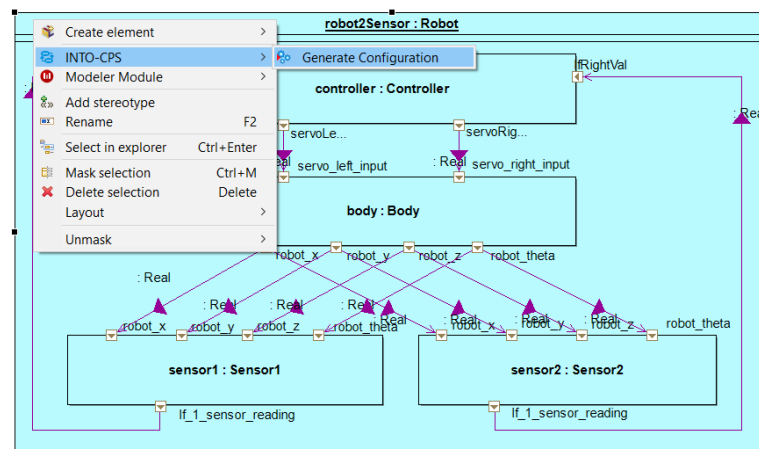 robot2Sensor : Robot
Create element
INTO-CPS
Generate Configuration
Modeler Module
Add stereotype
Rename F2
Select in explorer Ctrl+Enter
Mask selection Ctrl+M
Delete selection Delete
Layout
Unmask
lfRightVal
controller : Controller
: Rea
servoLe...
servoRig...
: Real
servo_left_input
servo_right_input
body : Body
robot_x
robot_y
robot_z
robot_theta
: Real
: Real
: Real
: Real
: Real
: Real
: Real
: Real
robot_x
robot_y
robot_z
robot_theta
robot_x
robot_y
robot_z
robot_theta
sensor1 : Sensor1
sensor2 : Sensor2
lf_1_sensor_reading
lf_1_sensor_reading